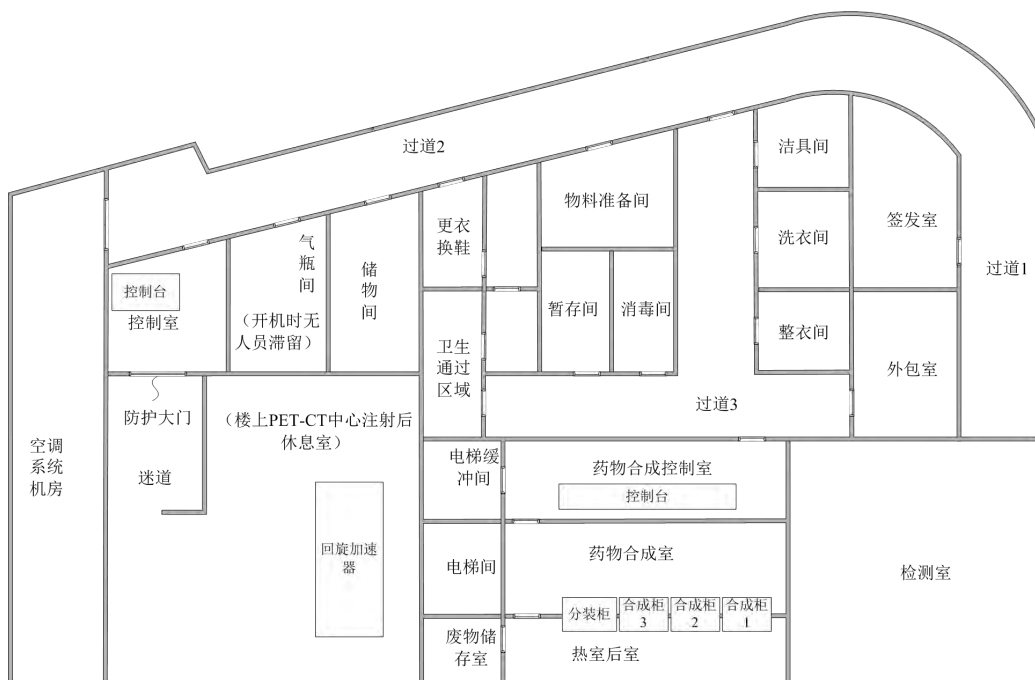 过道2
洁具间
物料准备间
签发室
更衣
换鞋
气
瓶
间
储
物
间
洗衣间
过道1
控制台
控制室
（开机时无
人员滞留）
暂存间
消毒间
整衣间
卫生
通过
区域
外包室
过道3
防护大门
（楼上PET-CT中心注射后
休息室）
空调
系统
机房
迷道
电梯缓
冲间
药物合成控制室
控制台
回旋加速
器
电梯间
药物合成室
检测室
分装柜
合成柜
3
合成柜
2
合成柜
1
废物储
存室
热室后室